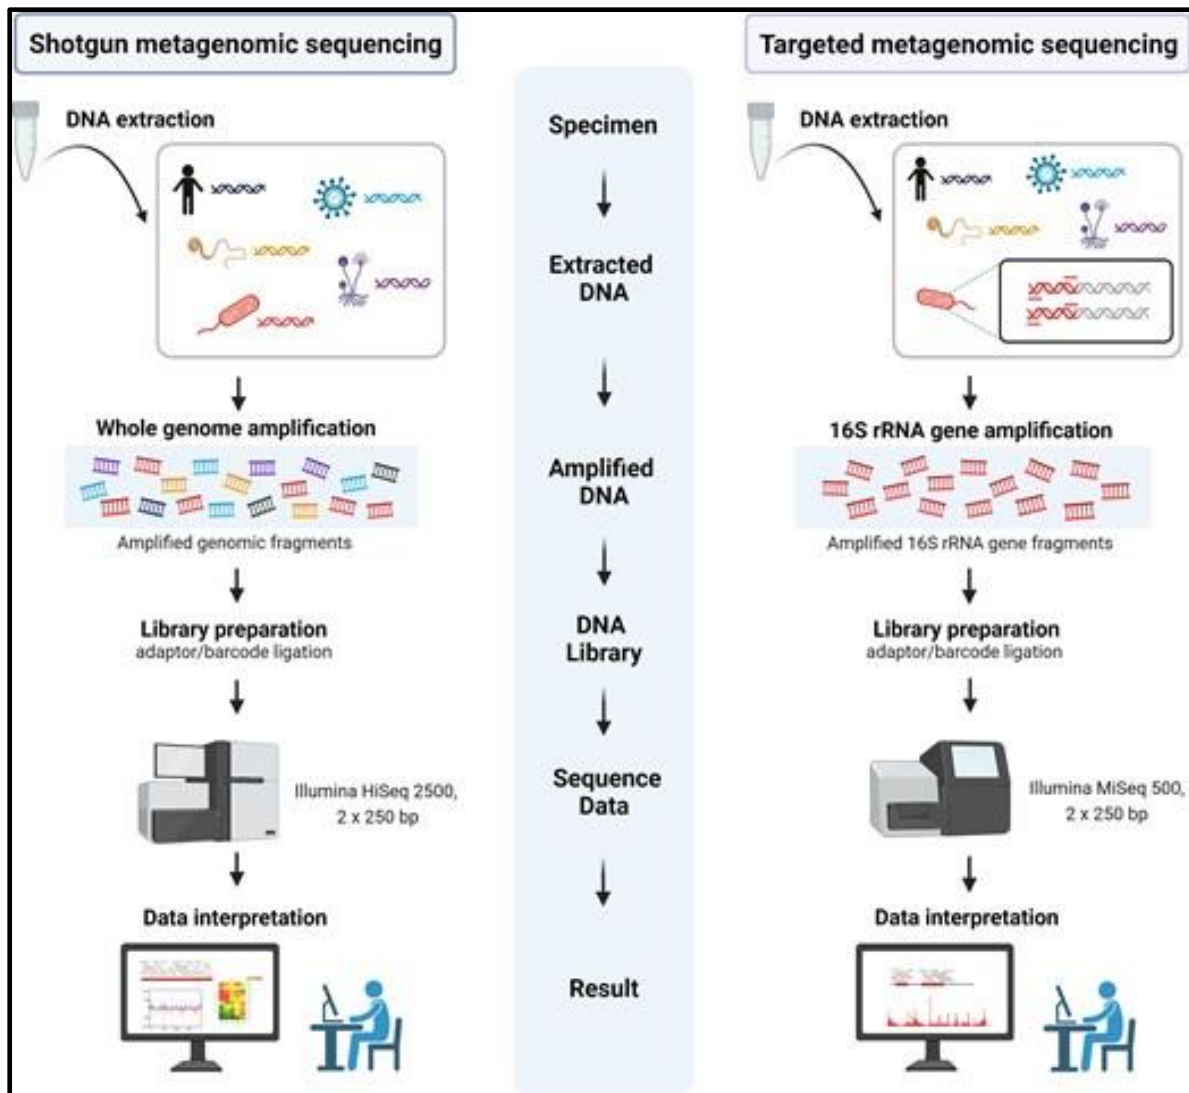 Shotgun metagenomic sequencing
DNA extraction
Whole genome amplification
Amplified genomic fragments
Library preparation
adaptor/barcode ligation
Illumina HiSeq 2500,
2 x 250 bp
Data interpretation
Specimen
Extracted
DNA
Amplified
DNA
DNA
Library
Sequence
Data
Result
Targeted metagenomic sequencing
DNA extraction
16S rRNA gene amplification
Amplified 16S rRNA gene fragments
Library preparation
adaptor/barcode ligation
Illumina MiSeq 500,
2 x 250 bp
Data interpretation